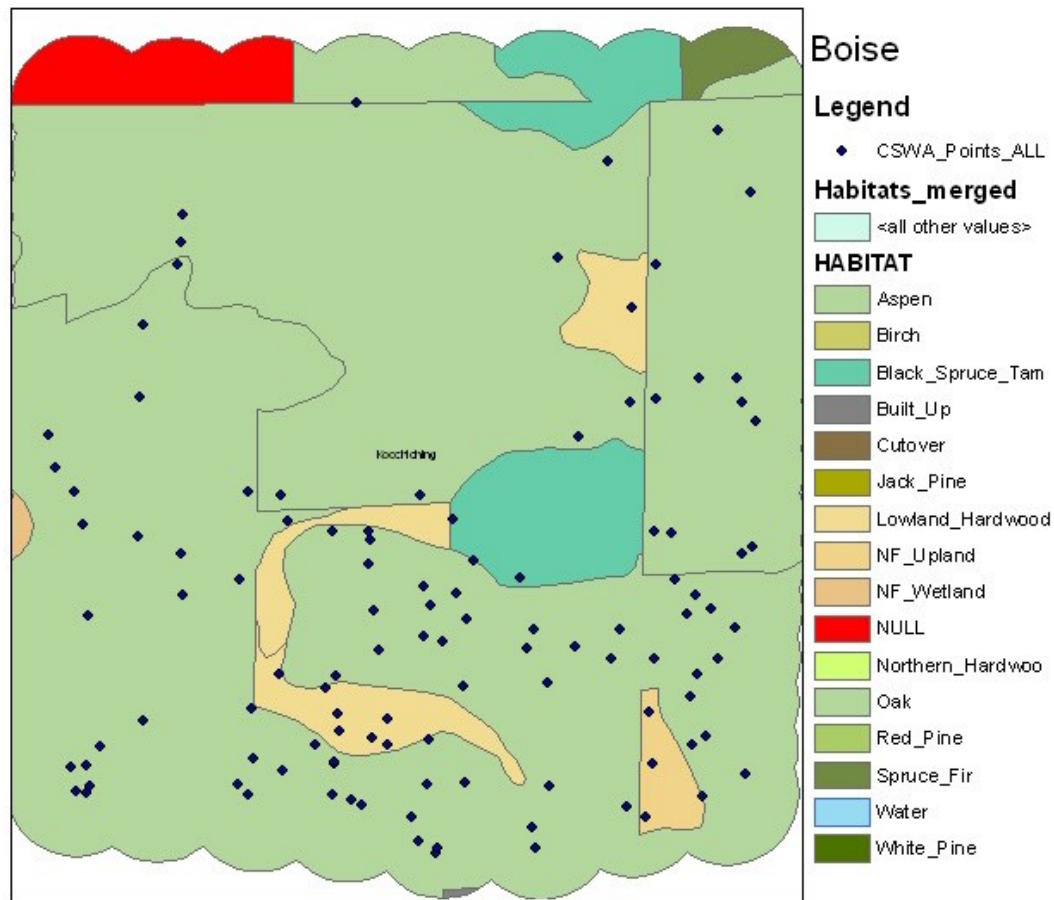 Boise
Legend
CSWA_Points_ALL
Habitats_merged
<all other values>
HABITAT
Aspen
Birch
Black_Spruce_Tam
Built_Up
Cutover
Jack_Pine
Lowland_Hardwood
NF_Upland
NF_Wetland
NULL
Northern_Hardwoo
Oak
Red_Pine
Spruce_Fir
Water
White_Pine